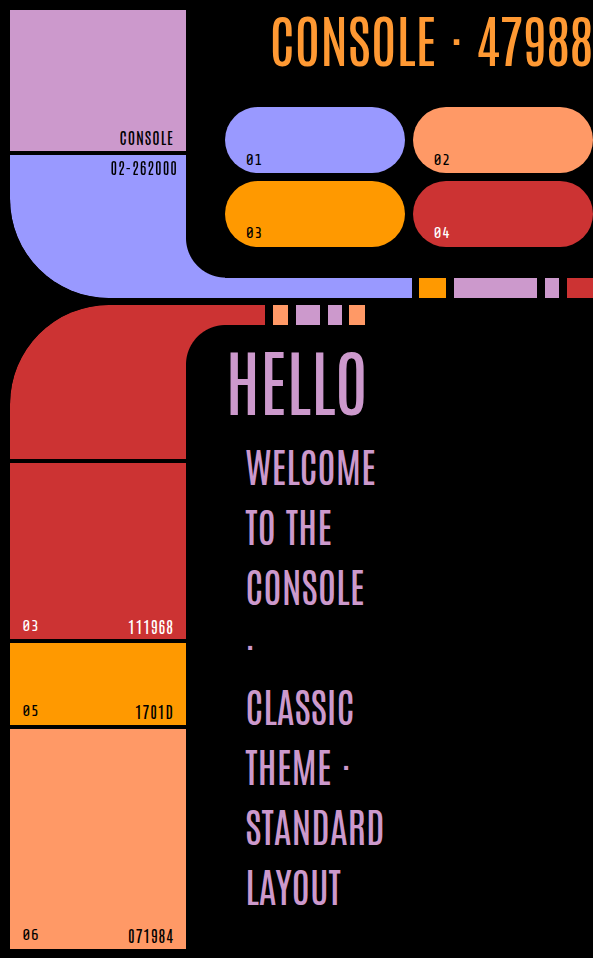 CONSOLE · 47988
CONSOLE
02-262000
01
02
03
04
HELLO
WELCOME
TO THE
CONSOLE
·
CLASSIC
THEME ·
STANDARD
LAYOUT
03 111968
05 1701D
06 071984